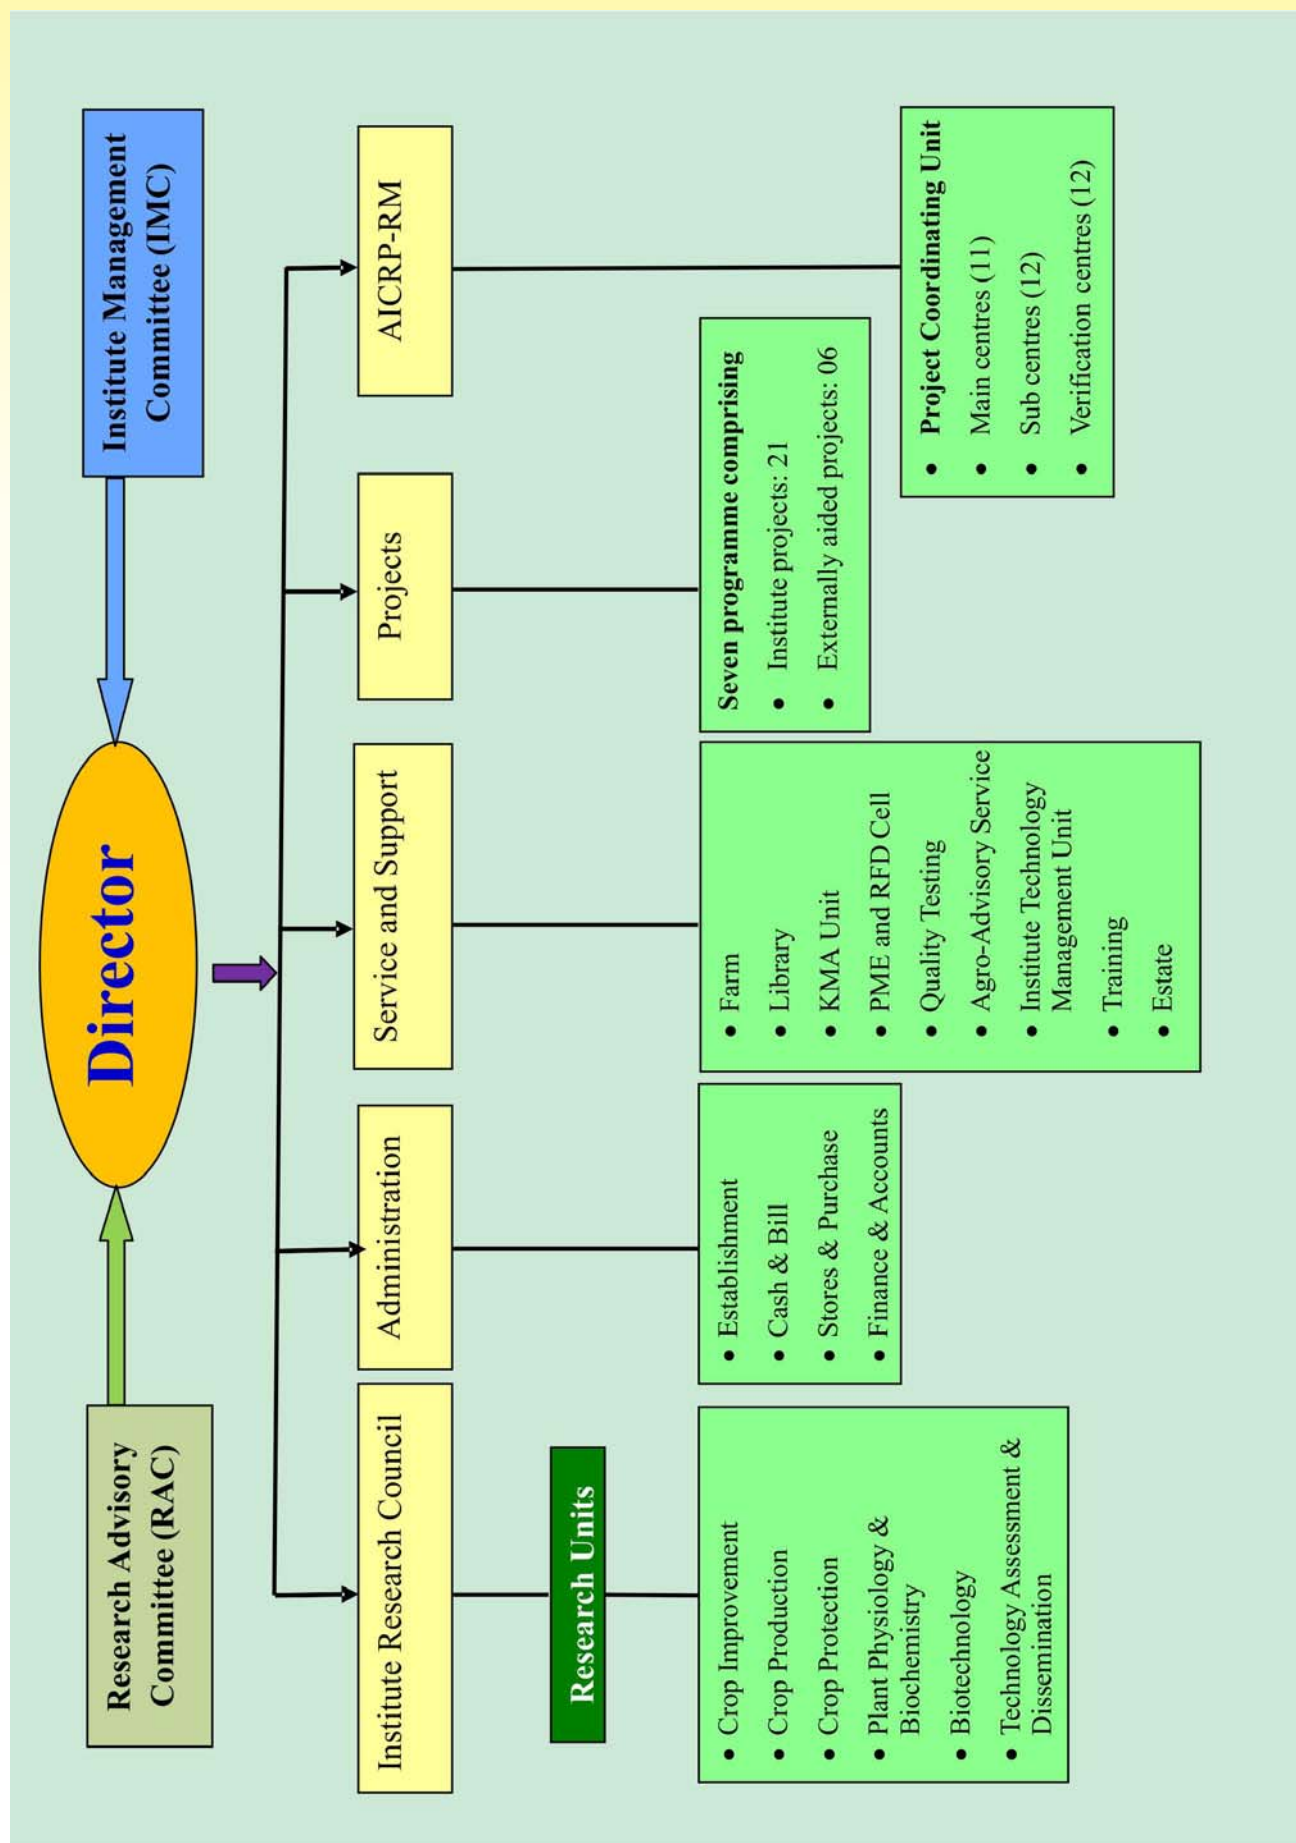 Research Advisory
Committee (RAC)
Director
Institute Management
Committee (IMC)
Institute Research Council
Administration
Service and Support
Projects
AICRP-RM
Research Units
• Crop Improvement
• Crop Production
• Crop Protection
• Plant Physiology &
Biochemistry
• Biotechnology
• Technology Assessment &
Dissemination
• Establishment
• Cash & Bill
• Stores & Purchase
• Finance & Accounts
• Farm
• Library
• KMA Unit
• PME and RFD Cell
• Quality Testing
• Agro-Advisory Service
• Institute Technology
Management Unit
• Training
• Estate
Seven programme comprising
• Institute projects: 21
• Externally aided projects: 06
• Project Coordinating Unit
• Main centres (11)
• Sub centres (12)
• Verification centres (12)